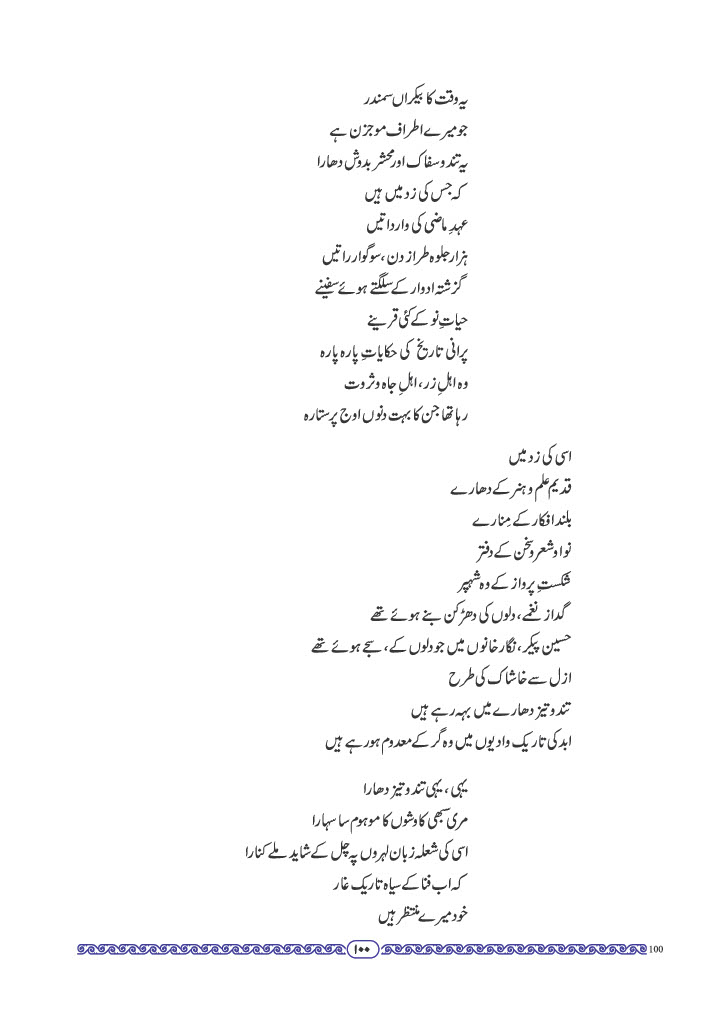 یہ وقت کا بیکراں سمندر
جو میرے اطراف موجزن ہے
یہ تند و سفاک اور محشر بدوش دھارا
کہ جس کی زد میں ہیں
عہدِ ماضی کی وارداتیں
ہزار جلوہ طراز دن، سوگوار راتیں
گزشتہ ادوار کے سلگتے ہوئے سفینے
حیاتِ نو کے کئی قرینے
پرانی تاریخ کی حکایاتِ پارہ پارہ
وہ اہلِ زر، اہلِ جاہ و ثروت
رہا تھا جن کا بہت دنوں اوج پر ستارہ
اسی کی زد میں
قدیم علم و ہنر کے دھارے
بلند افکار کے مِنارے
نوا و شعر و سخن کے دفتر
شکستِ پرواز کے وہ شہپر
گداز نغمے، دلوں کی دھڑکن بنے ہوئے تھے
حسین پیکر، نگار خانوں میں جو دلوں کے، سجے ہوئے تھے
ازل سے خاشاک کی طرح
تند و تیز دھارے میں بہہ رہے ہیں
ابد کی تاریک وادیوں میں وہ گر کے معدوم ہو رہے ہیں
یہی، یہی تند و تیز دھارا
مری سبھی کاوشوں کا موہوم سا سہارا
اسی کی شعلہ زبان لہروں پہ چل کے شاید ملے کنارا
کہ اب فنا کے سیاہ تاریک غار
خود میرے منتظر ہیں
۱۰۰
100